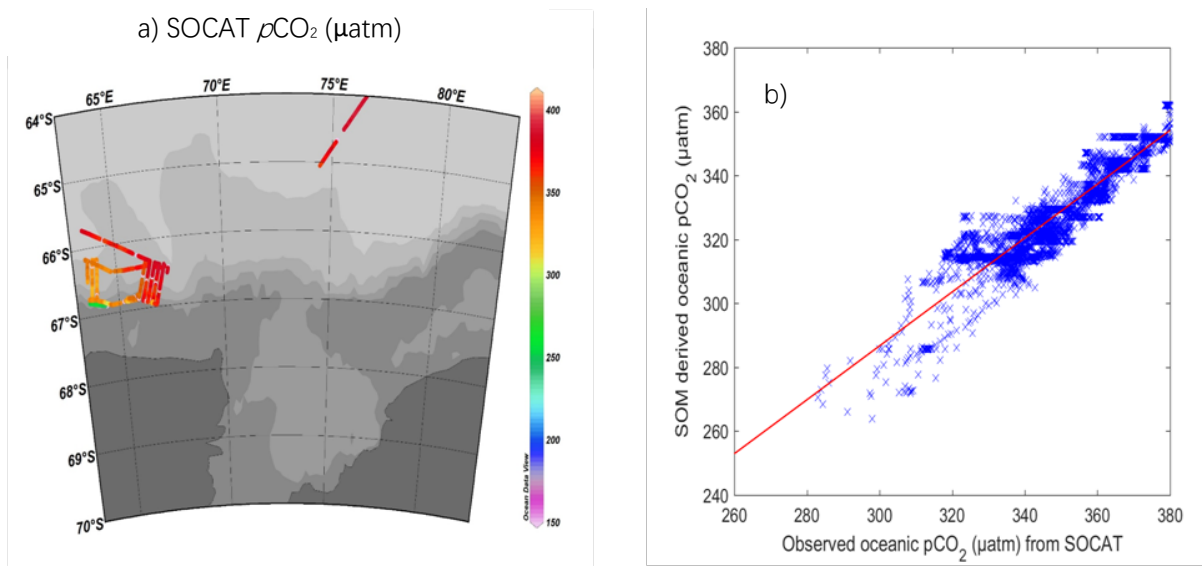 a) SOCAT pCO₂ (μatm)
65°E
70°E
75°E
80°E
64°S
65°S
66°S
67°S
68°S
69°S
70°S
400
350
300
250
200
150
Ocean Data View
b)
SOM derived oceanic pCO₂ (μatm)
380
360
340
320
300
280
260
240
260
280
300
320
340
360
380
Observed oceanic pCO₂ (μatm) from SOCAT